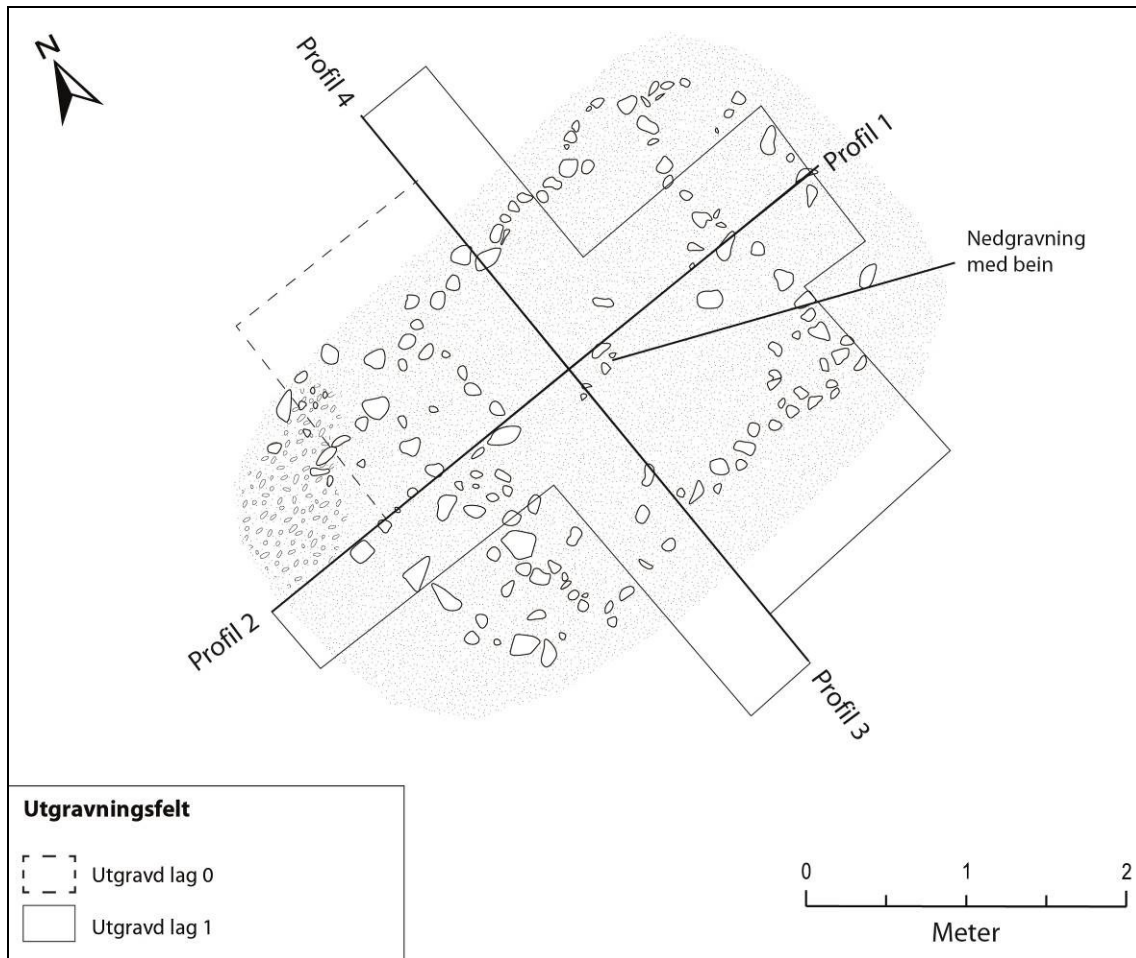 N
Profil 4
Profil 1
Nedgravning
med bein
Profil 2
Profil 3
Utgravningsfelt
Utgravd lag 0
Utgravd lag 1
0 1 2
Meter